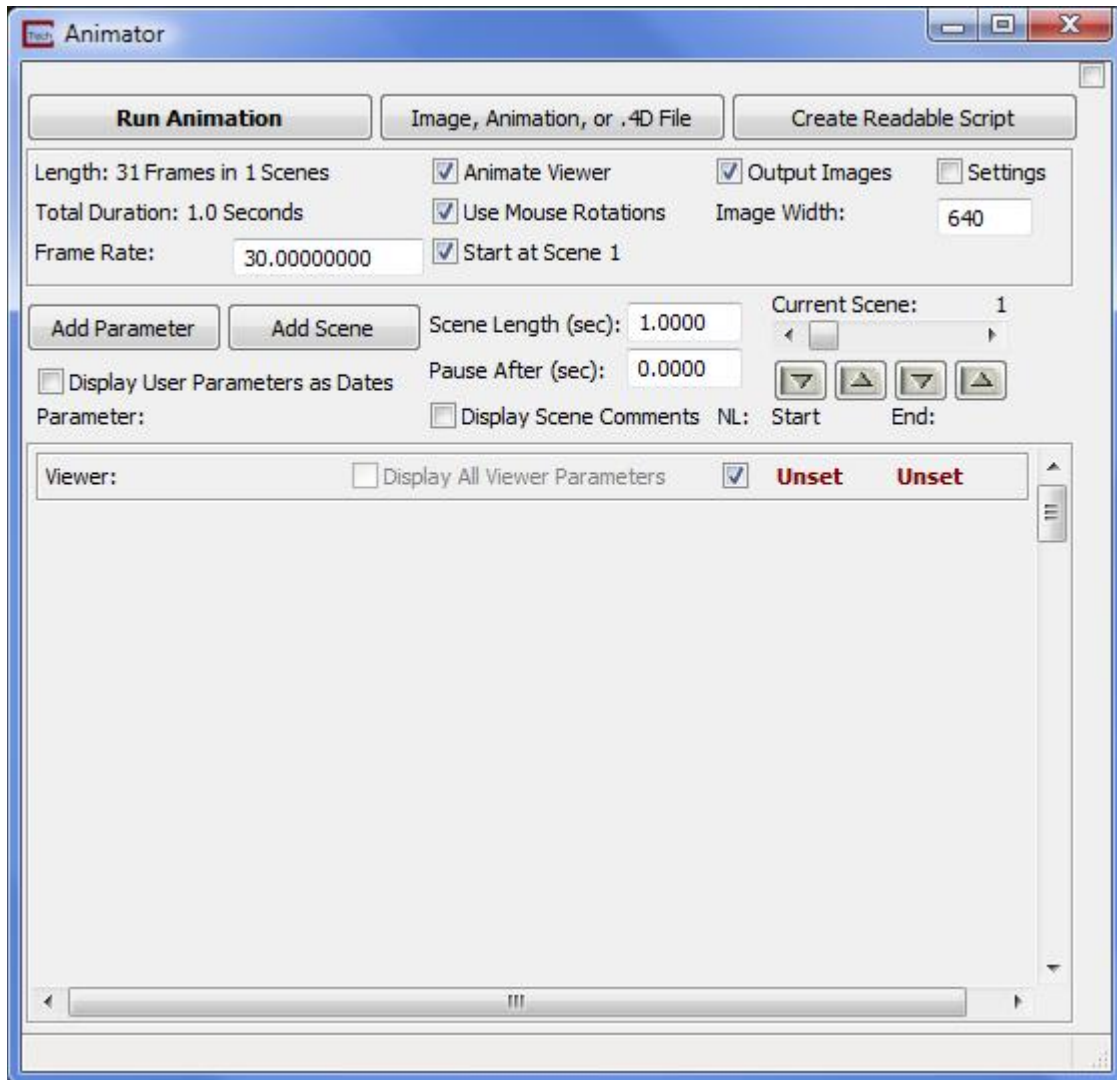 Tech Animator
Run Animation Image, Animation, or .4D File Create Readable Script
Length: 31 Frames in 1 Scenes Animate Viewer Output Images Settings
Total Duration: 1.0 Seconds Use Mouse Rotations Image Width: 640
Frame Rate: 30.00000000 Start at Scene 1
Add Parameter Add Scene Scene Length (sec): 1.0000 Current Scene: 1
Display User Parameters as Dates Pause After (sec): 0.0000
Parameter: Display Scene Comments NL: Start End:
Viewer: Display All Viewer Parameters Unset Unset